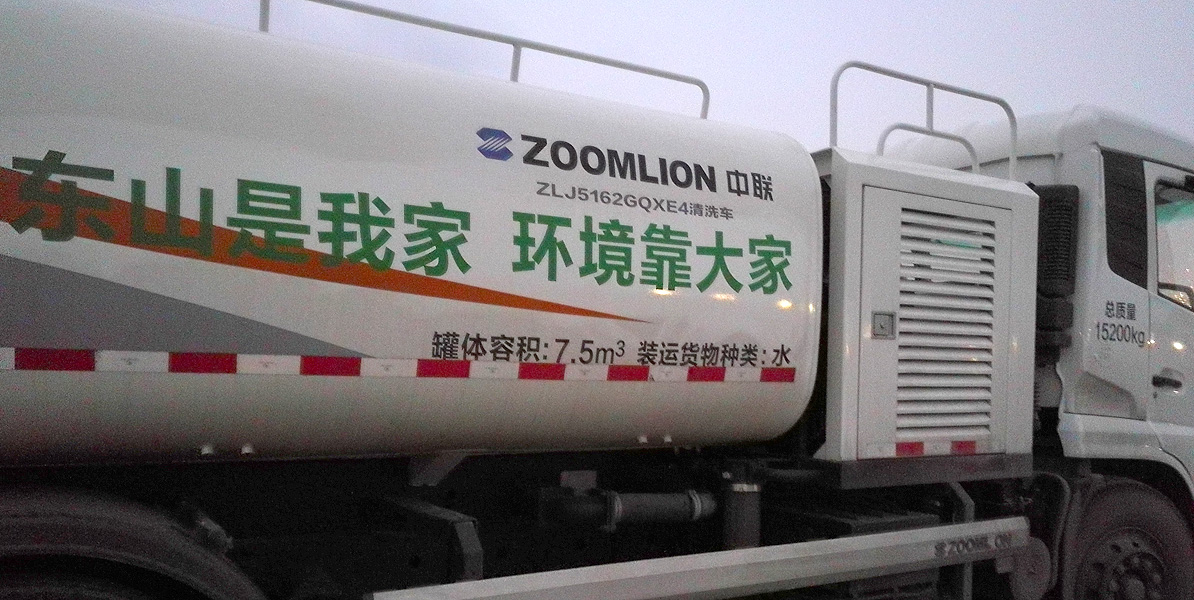 ZOOMLION 中联
ZLJ5162GQXE4清洗车
东山是我家 环境靠大家
罐体容积:7.5m³ 装运货物种类:水
总质量
15200kg
ZOOMLION